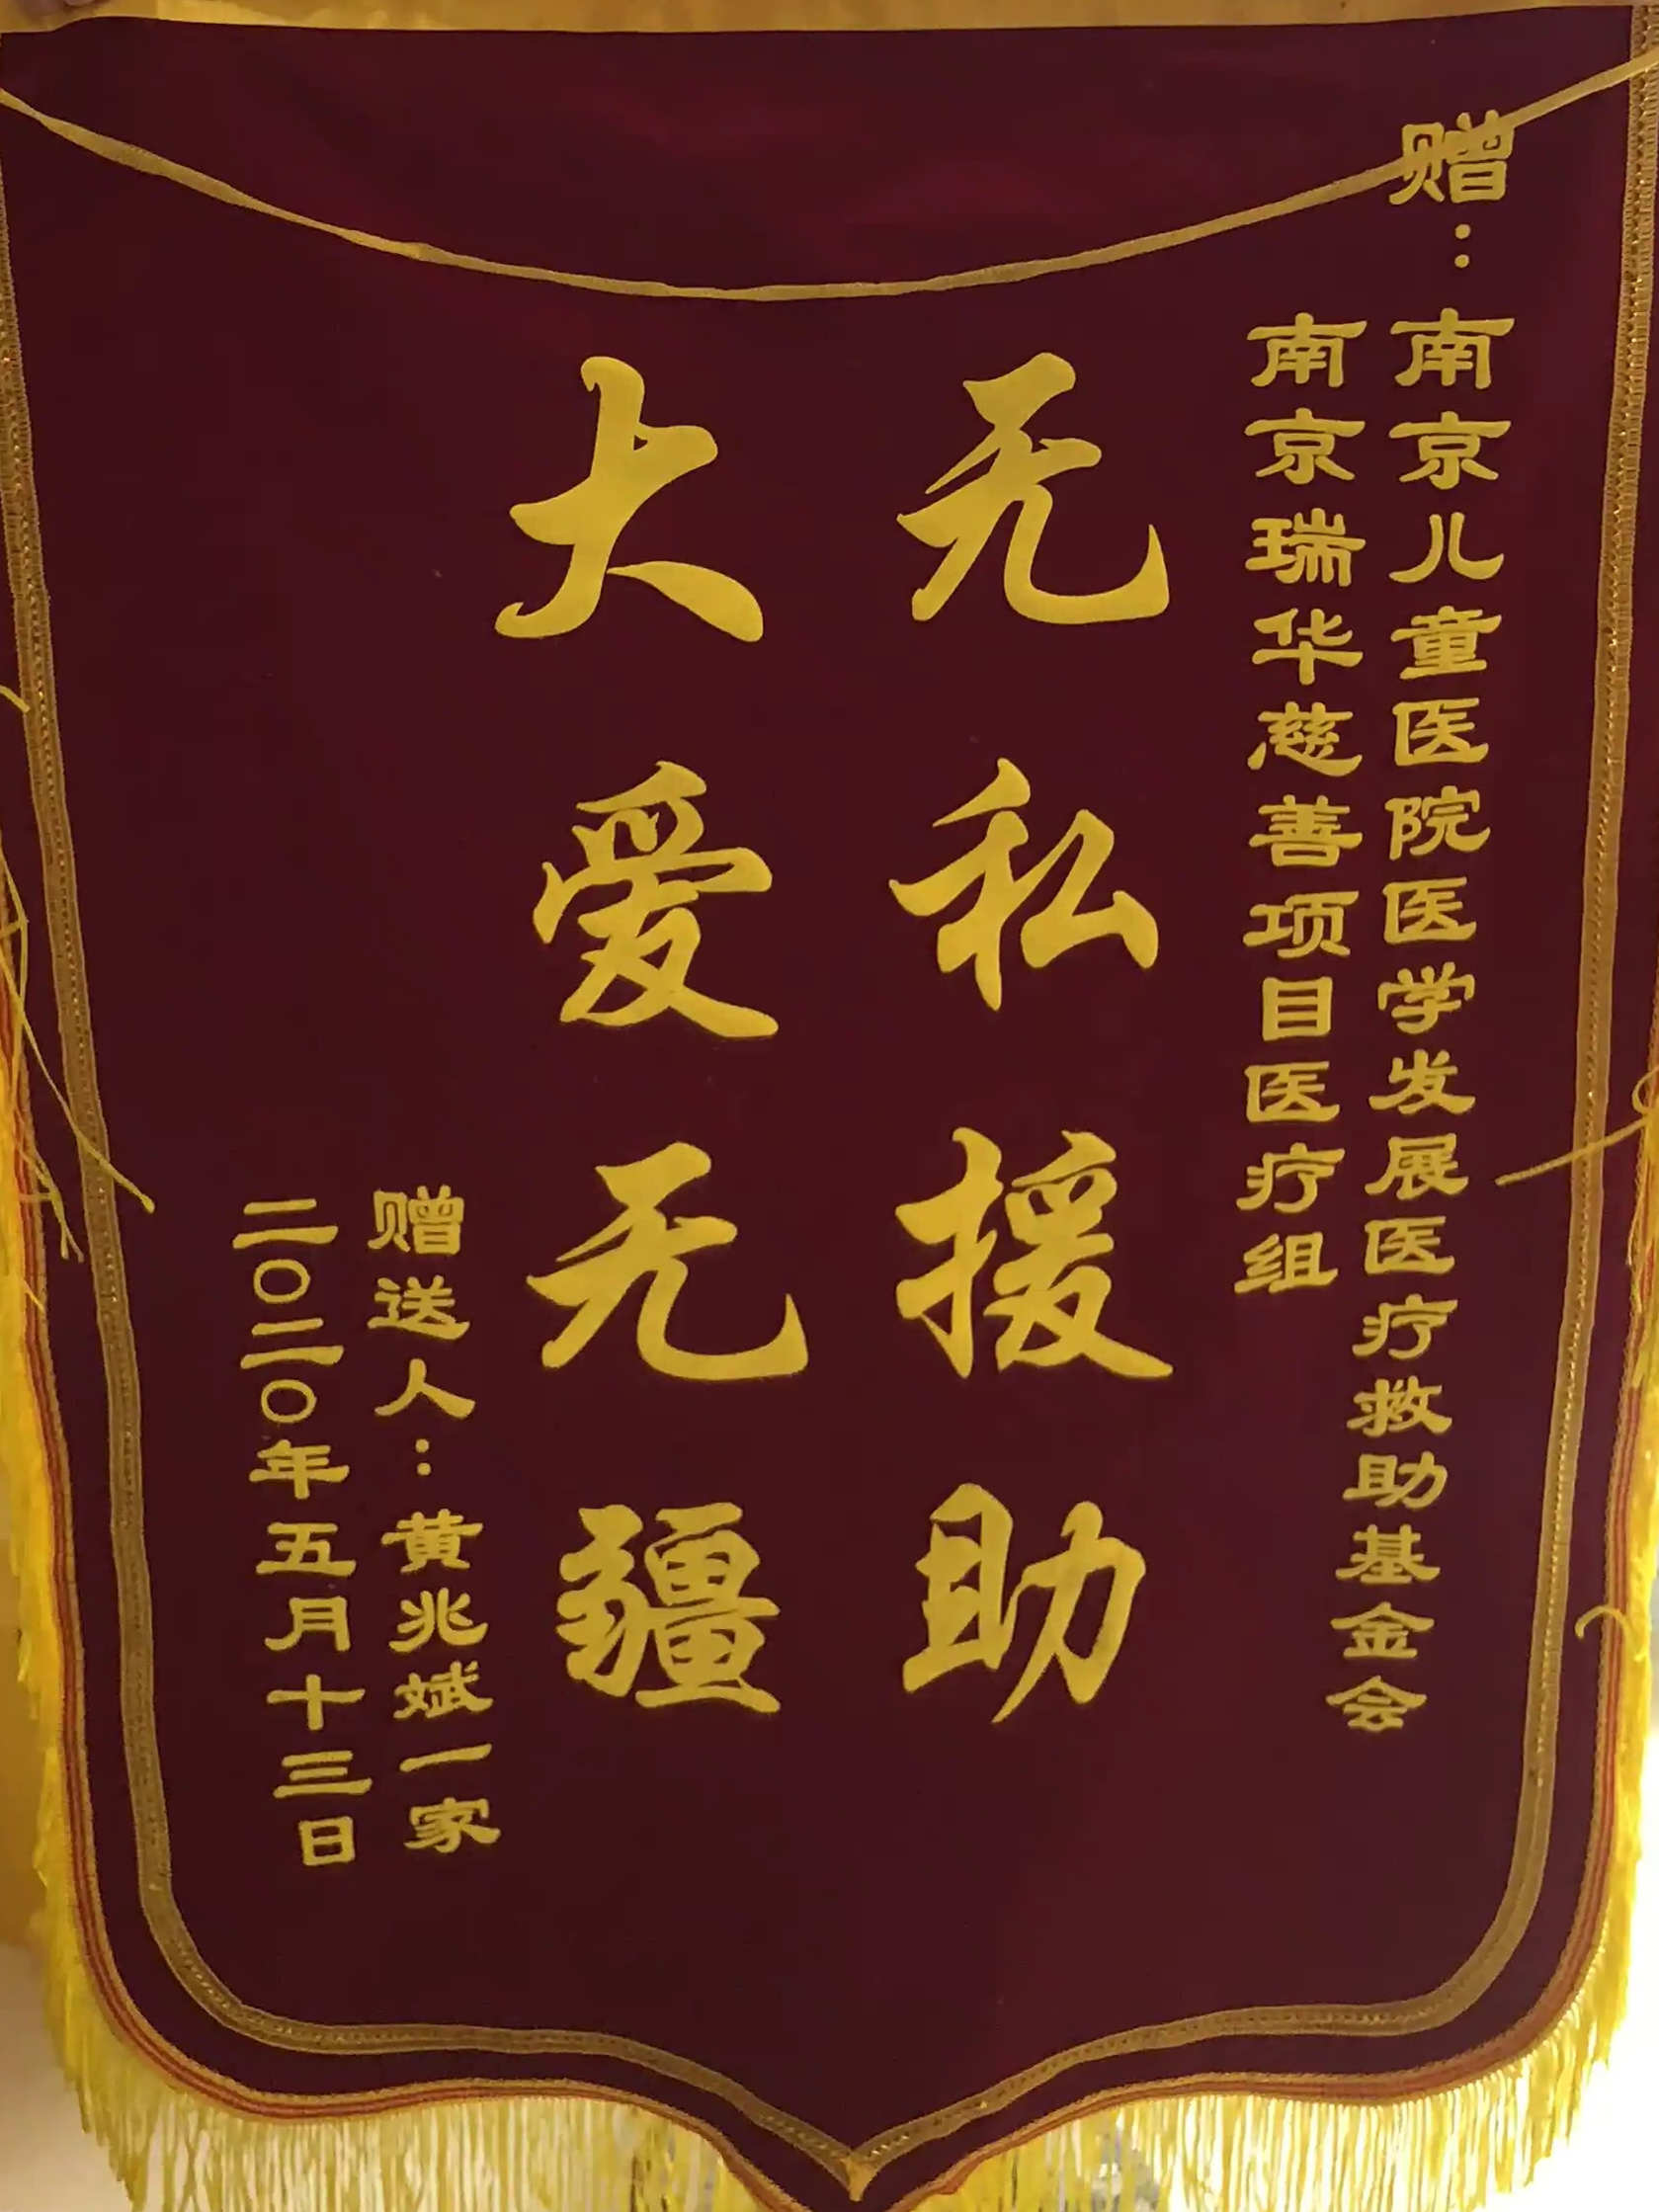 赠：南京儿童医院医学发展医疗救助基金会
南京瑞华慈善项目医疗组
无私援助
大爱无疆
赠送人：黄兆斌一家
二〇二〇年五月十三日